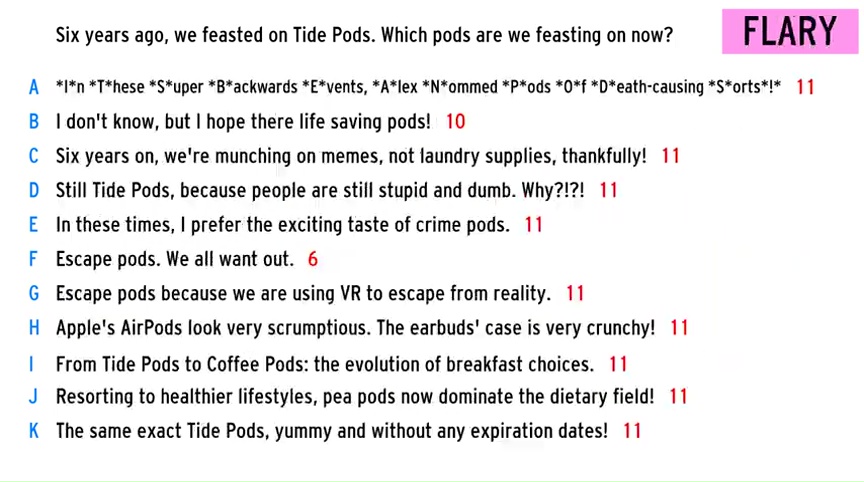 Six years ago, we feasted on Tide Pods. Which pods are we feasting on now?
FLARY
A *I*n *T*hese *S*uper *B*ackwards *E*vents, *A*lex *N*ommed *P*ods *O*f *D*eath-causing *S*orts*!* 11
B I don't know, but I hope there life saving pods! 10
C Six years on, we're munching on memes, not laundry supplies, thankfully! 11
D Still Tide Pods, because people are still stupid and dumb. Why?!?! 11
E In these times, I prefer the exciting taste of crime pods. 11
F Escape pods. We all want out. 6
G Escape pods because we are using VR to escape from reality. 11
H Apple's AirPods look very scrumptious. The earbuds' case is very crunchy! 11
I From Tide Pods to Coffee Pods: the evolution of breakfast choices. 11
J Resorting to healthier lifestyles, pea pods now dominate the dietary field! 11
K The same exact Tide Pods, yummy and without any expiration dates! 11